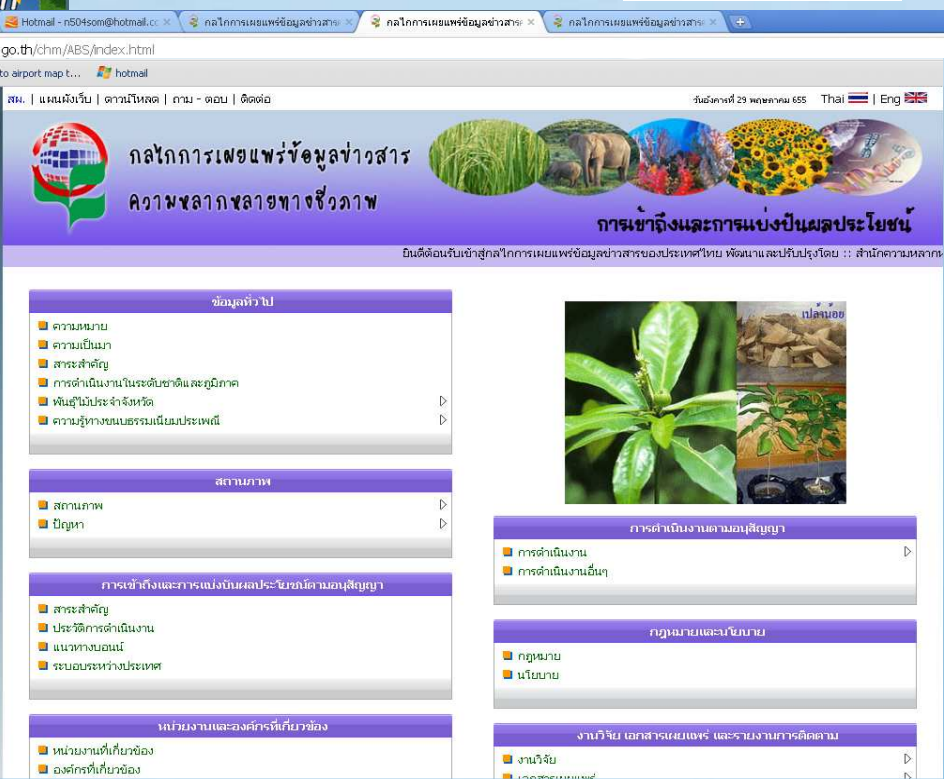 Hotmail - n504som@hotmail.cc × กลไกการเผยแพร่ข้อมูลข่าวสาร × กลไกการเผยแพร่ข้อมูลข่าวสาร × กลไกการเผยแพร่ข้อมูลข่าวสาร ×
go.th/chm/ABS/index.html
to airport map t... hotmail
สผ. | แผนผังเว็บ | ดาวน์โหลด | ถาม - ตอบ | ติดต่อ
วันอังคารที่ 29 พฤษภาคม 655 Thai | Eng
กลไกการเผยแพร่ข้อมูลข่าวสาร
ความหลากหลายทางชีวภาพ
การเข้าถึงและการแบ่งปันผลประโยชน์
ยินดีต้อนรับเข้าสู่กลไกการเผยแพร่ข้อมูลข่าวสารของประเทศไทย พัฒนาและปรับปรุงโดย :: สำนักความหลาก
ข้อมูลทั่วไป
ความหมาย
ความเป็นมา
สาระสำคัญ
การดำเนินงานในระดับชาติและภูมิภาค
พันธุ์ไม้ประจำจังหวัด
ความรู้ทางขนบธรรมเนียมประเพณี
สถานภาพ
สถานภาพ
ปัญหา
การเข้าถึงและการแบ่งปันผลประโยชน์ตามอนุสัญญา
สาระสำคัญ
ประวัติการดำเนินงาน
แนวทางบอนน์
ระบอบระหว่างประเทศ
หน่วยงานและองค์กรที่เกี่ยวข้อง
หน่วยงานที่เกี่ยวข้อง
องค์กรที่เกี่ยวข้อง
เปล้าน้อย
การดำเนินงานตามอนุสัญญา
การดำเนินงาน
การดำเนินงานอื่นๆ
กฎหมายและนโยบาย
กฎหมาย
นโยบาย
งานวิจัย เอกสารเผยแพร่ และรายงานการติดตาม
งานวิจัย
เอกสารเผยแพร่